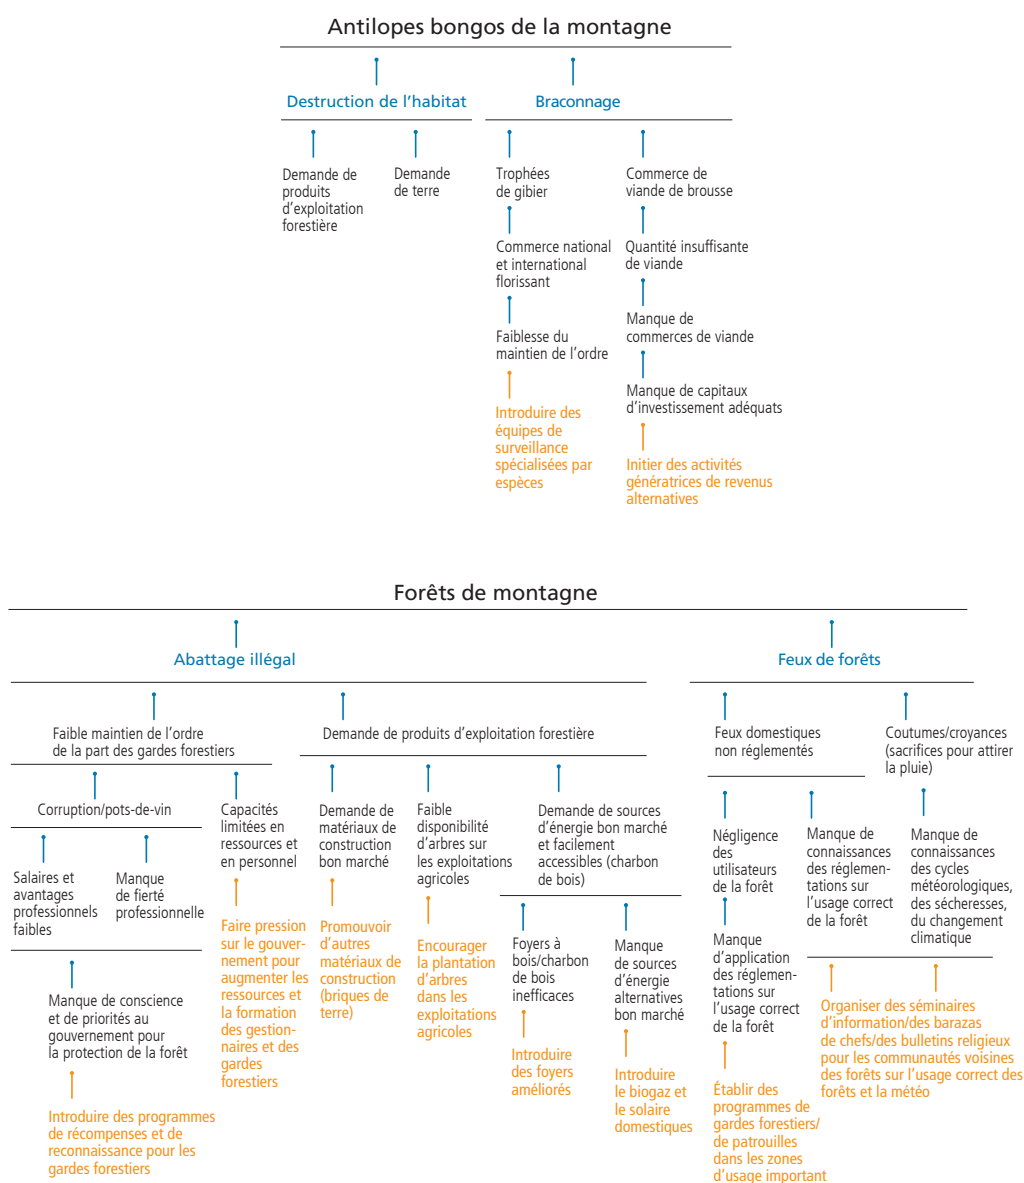 Antilopes bongos de la montagne
Destruction de l'habitat
Braconnage
Demande de
produits
d'exploitation
forestière
Demande
de terre
Trophées
de gibier
Commerce national
et international
florissant
Faiblesse du
maintien de l'ordre
Introduire des
équipes de
surveillance
spécialisées par
espèces
Commerce de
viande de brousse
Quantité insuffisante
de viande
Manque de
commerces de viande
Manque de capitaux
d'investissement adéquats
Initier des activités
génératrices de revenus
alternatives
Forêts de montagne
Abattage illégal
Feux de forêts
Faible maintien de l'ordre
de la part des gardes forestiers
Demande de produits d'exploitation forestière
Feux domestiques
non réglementés
Coutumes/croyances
(sacrifices pour attirer
la pluie)
Corruption/pots-de-vin
Capacités
limitées en
ressources et
en personnel
Demande de
matériaux de
construction
bon marché
Faible
disponibilité
d'arbres sur
les exploitations
agricoles
Demande de sources
d'énergie bon marché
et facilement
accessibles (charbon
de bois)
Négligence
des
utilisateurs
de la forêt
Manque de
connaissances
des réglemen-
tations sur
l'usage correct
de la forêt
Manque de
connaissances
des cycles
météorologiques,
des sécheresses,
du changement
climatique
Salaires et
avantages
professionnels
faibles
Manque
de fierté
professionnelle
Faire pression
sur le gouver-
nement pour
augmenter les
ressources et
la formation
des gestion-
naires et des
gardes
forestiers
Promouvoir
d'autres
matériaux de
construction
(briques de
terre)
Encourager
la plantation
d'arbres
dans les
exploitations
agricoles
Foyers à
bois/charbon
de bois
inefficaces
Manque
de sources
d'énergie
alternatives
bon marché
Manque
d'application
des réglemen-
tations sur
l'usage correct
de la forêt
Manque de conscience
et de priorités au
gouvernement pour
la protection de la forêt
Organiser des séminaires
d'information/des barazas
de chefs/des bulletins religieux
pour les communautés voisines
des forêts sur l'usage correct des
forêts et la météo
Introduire
des foyers
améliorés
Introduire
le biogaz et
le solaire
domestiques
Établir des
programmes de
gardes forestiers/
de patrouilles
dans les zones
d'usage important
Introduire des programmes
de récompenses et de
reconnaissance pour les
gardes forestiers